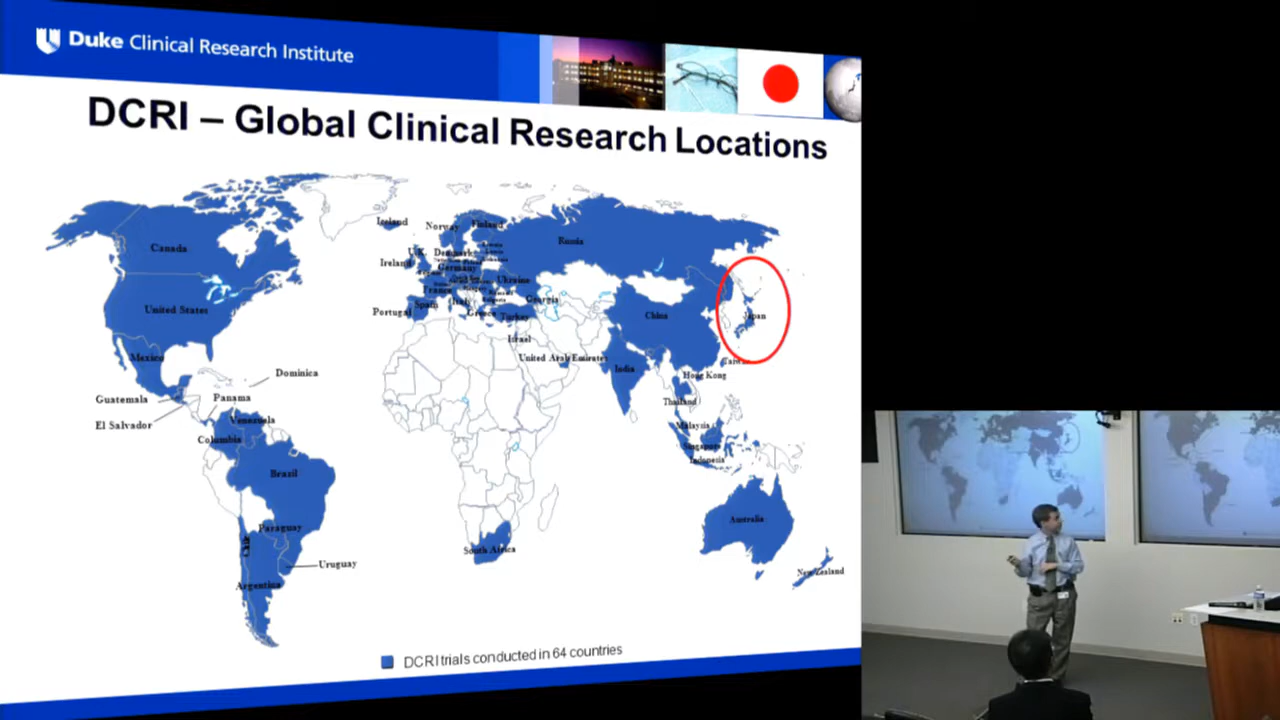 Duke Clinical Research Institute
DCRI – Global Clinical Research Locations
Iceland
Norway
Finland
Russia
Canada
U.K.
Denmark
Ireland
Germany
Ukraine
France
United States
Portugal
Spain
Italy
Greece
Turkey
Georgia
China
Japan
Israel
Mexico
United Arab Emirates
India
Taiwan
Hong Kong
Dominica
Guatemala
Panama
Thailand
El Salvador
Venezuela
Columbia
Malaysia
Singapore
Indonesia
Brazil
Paraguay
Australia
Chile
South Africa
Uruguay
New Zealand
Argentina
DCRI trials conducted in 64 countries